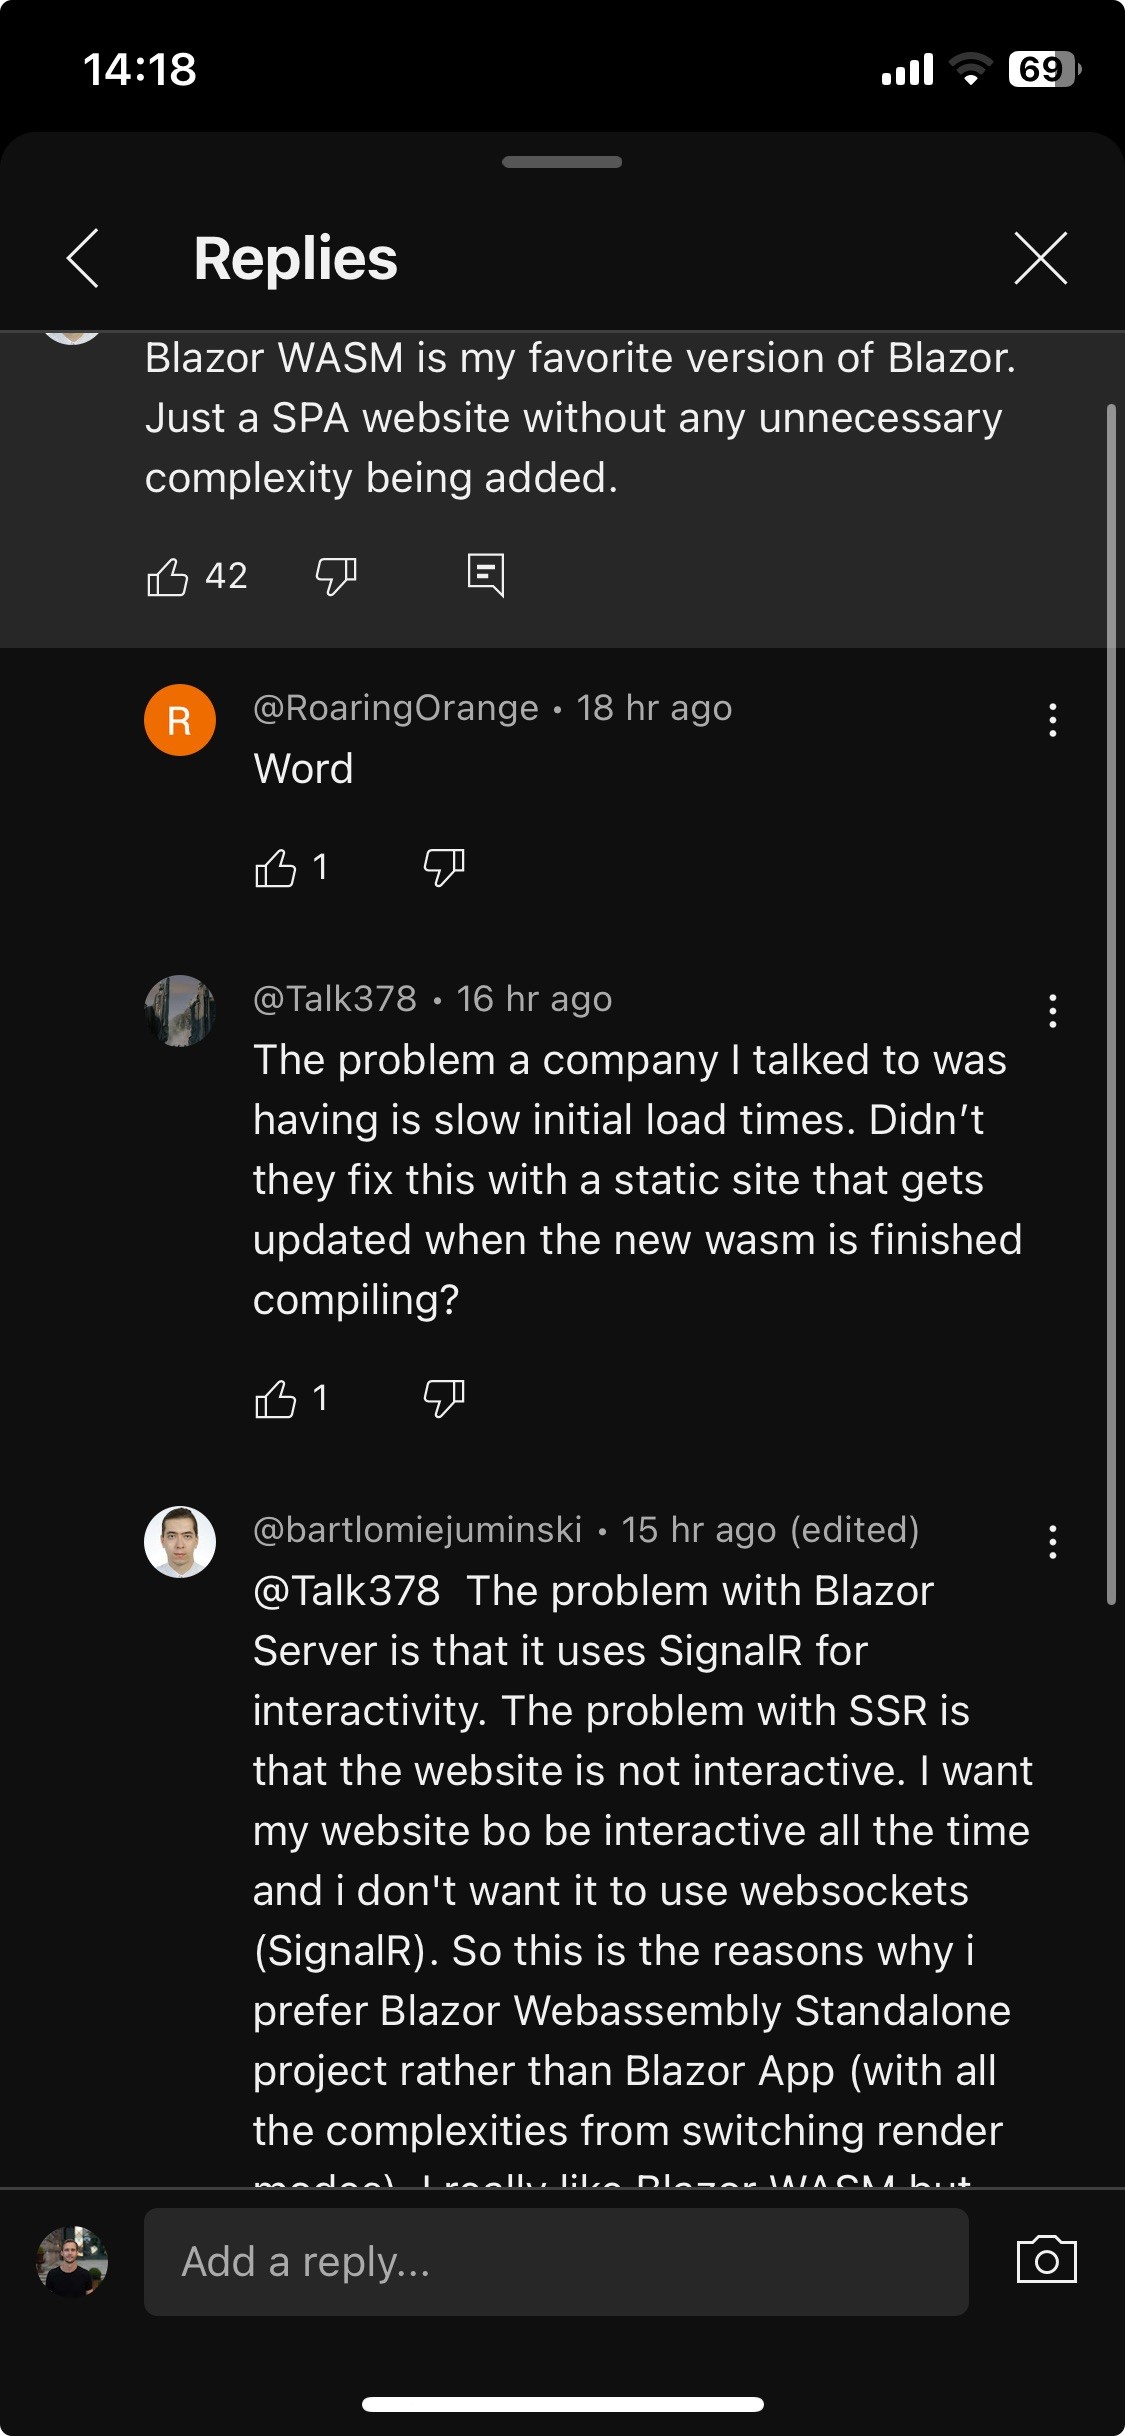 14:18
69
Replies
Blazor WASM is my favorite version of Blazor.
Just a SPA website without any unnecessary
complexity being added.
42
R
@RoaringOrange • 18 hr ago
Word
1
@Talk378 • 16 hr ago
The problem a company I talked to was
having is slow initial load times. Didn’t
they fix this with a static site that gets
updated when the new wasm is finished
compiling?
1
@bartlomiejuminski • 15 hr ago (edited)
@Talk378 The problem with Blazor
Server is that it uses SignalR for
interactivity. The problem with SSR is
that the website is not interactive. I want
my website bo be interactive all the time
and i don't want it to use websockets
(SignalR). So this is the reasons why i
prefer Blazor Webassembly Standalone
project rather than Blazor App (with all
the complexities from switching render
modes). I really like Blazor WASM but
Add a reply...